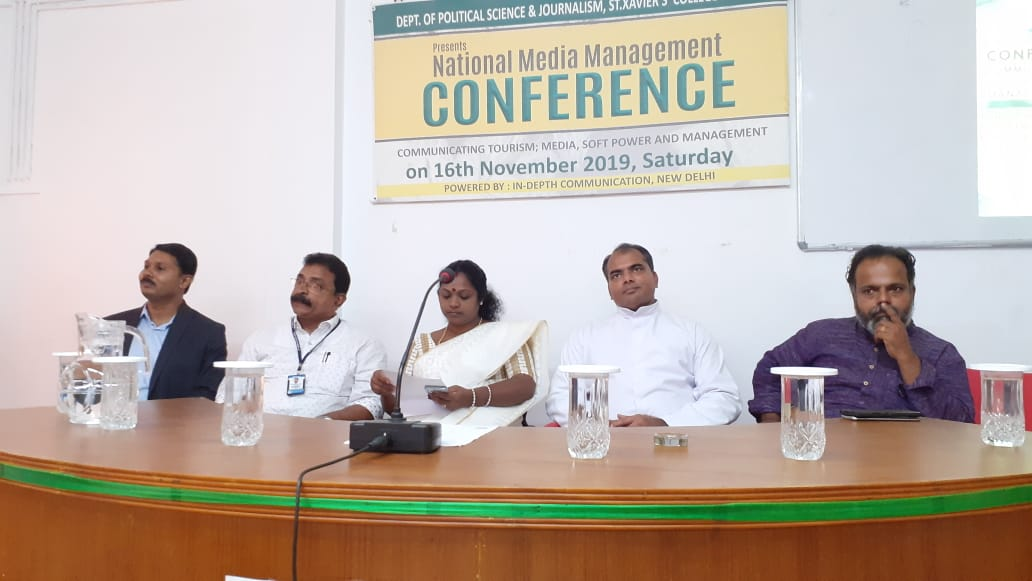 DEPT. OF POLITICAL SCIENCE & JOURNALISM, ST.XAVIER'S
Presents
National Media Management
CONFERENCE
COMMUNICATING TOURISM; MEDIA, SOFT POWER AND MANAGEMENT
on 16th November 2019, Saturday
POWERED BY : IN-DEPTH COMMUNICATION, NEW DELHI